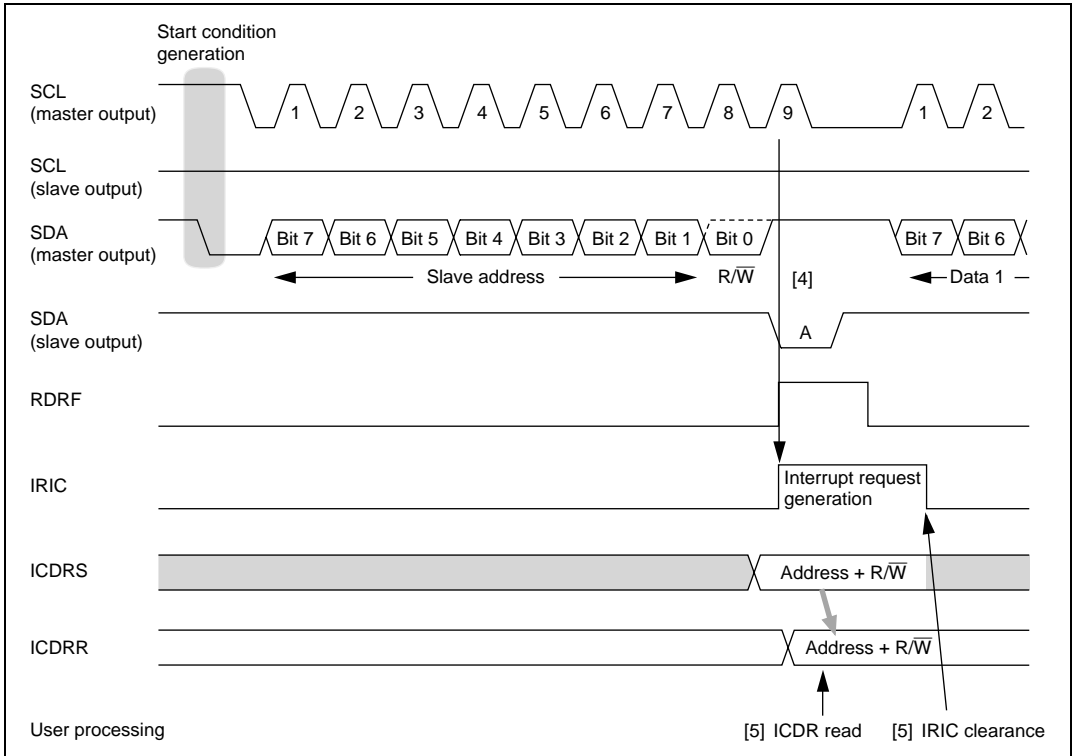 Start condition
generation
SCL
(master output)
1 2 3 4 5 6 7 8 9 1 2
SCL
(slave output)
SDA
(master output)
Bit 7 Bit 6 Bit 5 Bit 4 Bit 3 Bit 2 Bit 1 Bit 0 Bit 7 Bit 6
Slave address R/W̅ [4] Data 1
SDA
(slave output)
A
RDRF
IRIC
Interrupt request
generation
ICDRS
Address + R/W̅
ICDRR
Address + R/W̅
User processing
[5] ICDR read
[5] IRIC clearance